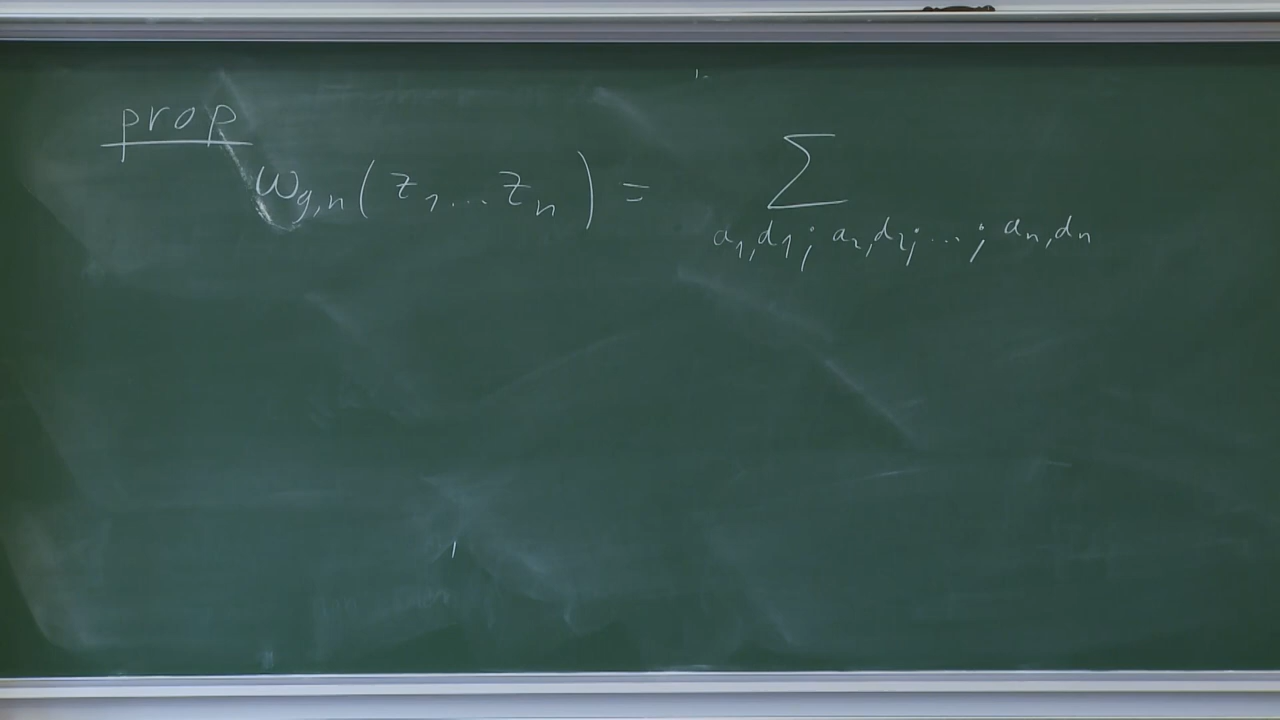 prop
ω_{g,n}(z_1...z_n) = Σ
a_1,d_1; a_2,d_2; ...; a_n,d_n